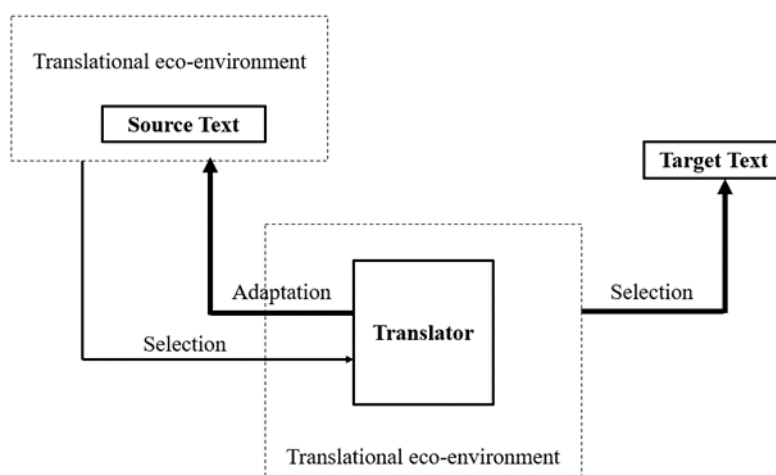 Translational eco-environment
Source Text
Target Text
Adaptation
Selection
Translator
Selection
Translational eco-environment